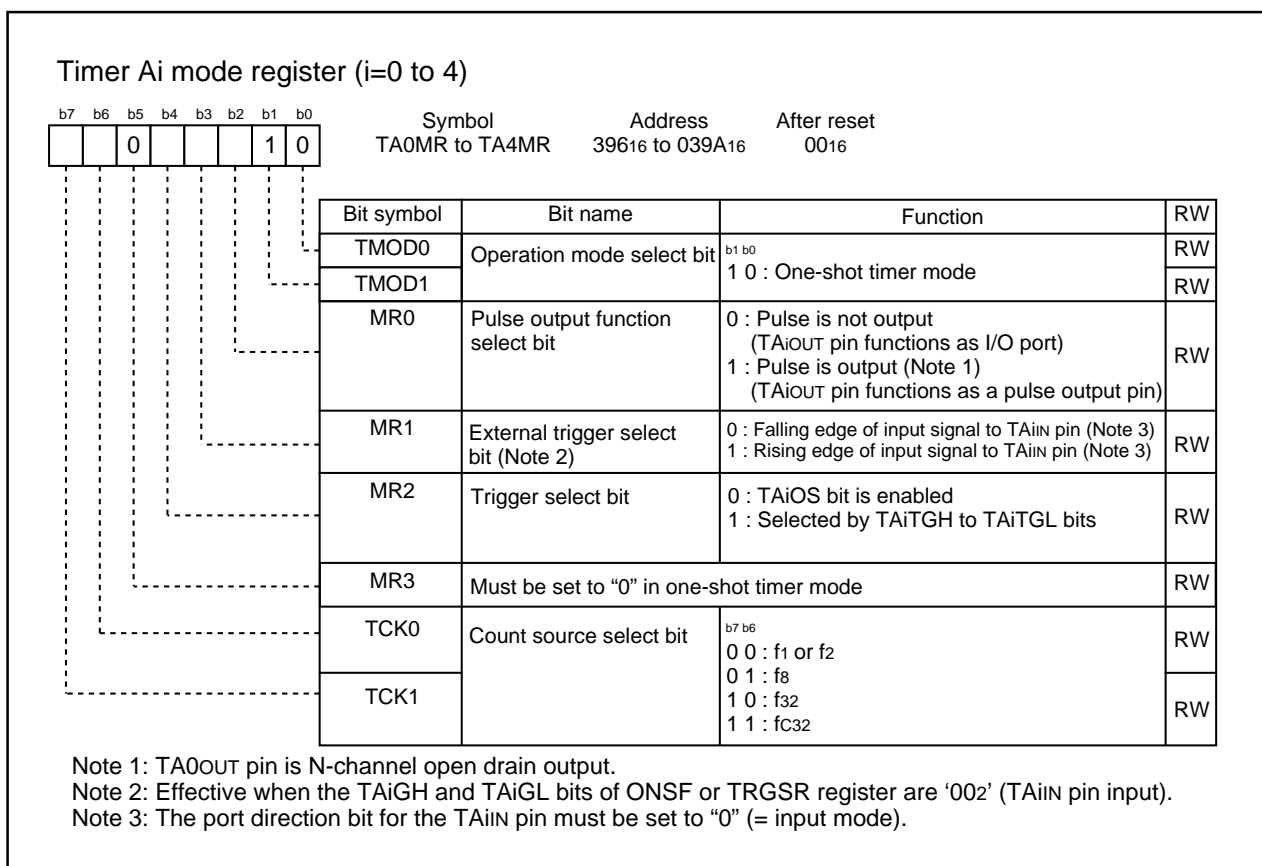 Timer Ai mode register (i=0 to 4)
b7 b6 b5 b4 b3 b2 b1 b0
0 1 0
Symbol Address After reset
TA0MR to TA4MR 39616 to 039A16 0016
Bit symbol Bit name Function RW
TMOD0 Operation mode select bit b1 b0 RW
1 0 : One-shot timer mode
TMOD1 RW
MR0 Pulse output function select bit 0 : Pulse is not output
(TAiOUT pin functions as I/O port)
1 : Pulse is output (Note 1)
(TAiOUT pin functions as a pulse output pin)
RW
MR1 External trigger select bit (Note 2) 0 : Falling edge of input signal to TAiIN pin (Note 3)
1 : Rising edge of input signal to TAiIN pin (Note 3)
RW
MR2 Trigger select bit 0 : TAiOS bit is enabled
1 : Selected by TAiTGH to TAiTGL bits
RW
MR3 Must be set to “0” in one-shot timer mode RW
TCK0 Count source select bit b7 b6 RW
0 0 : f1 or f2
0 1 : f8
TCK1 1 0 : f32 RW
1 1 : fC32
Note 1: TA0OUT pin is N-channel open drain output.
Note 2: Effective when the TAiGH and TAiGL bits of ONSF or TRGSR register are ‘002’ (TAiIN pin input).
Note 3: The port direction bit for the TAiIN pin must be set to “0” (= input mode).